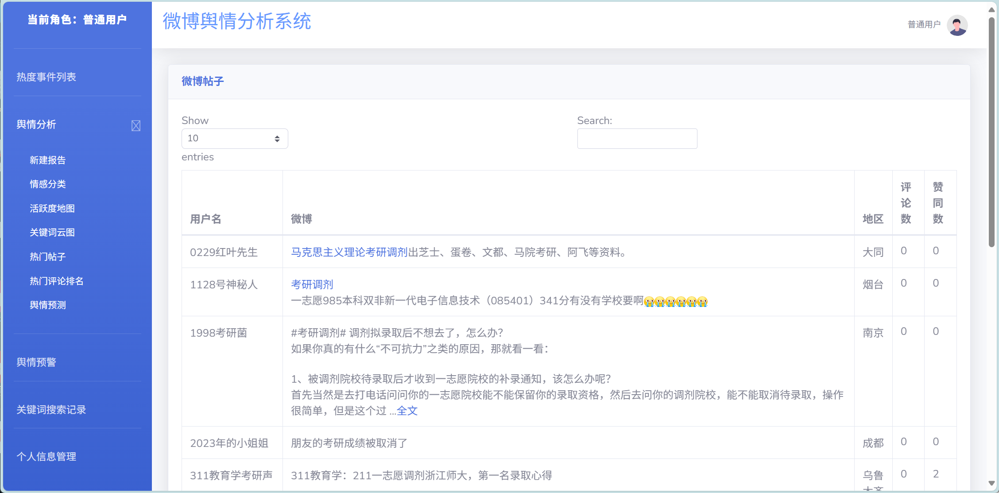 当前角色：普通用户
微博舆情分析系统
普通用户
热度事件列表
舆情分析
新建报告
情感分类
活跃度地图
关键词云图
热门帖子
热门评论排名
舆情预测
舆情预警
关键词搜索记录
个人信息管理
微博帖子
Show
10
entries
Search:
用户名 微博 地区 评论数 赞同数
0229红叶先生 马克思主义理论考研调剂出芝士、蛋卷、文都、马院考研、阿飞等资料。 大同 0 0
1128号神秘人 考研调剂 烟台 0 0
一志愿985本科双非新一代电子信息技术（085401）341分有没有学校要啊😭😭😭😭😭😭
1998考研菌 #考研调剂# 调剂拟录取后不想去了，怎么办？ 南京 0 0
如果你真的有什么“不可抗力”之类的原因，那就看一看：
1、被调剂院校待录取后才收到一志愿院校的补录通知，该怎么办呢？
首先当然是去打电话问问你的一志愿院校能不能保留你的录取资格，然后去问你的调剂院校，能不能取消待录取，操作
很简单，但是这个过 ...全文
2023年的小姐姐 朋友的考研成绩被取消了 成都 0 0
311教育学考研声 311教育学：211一志愿调剂浙江师大，第一名录取心得 乌鲁 0 2